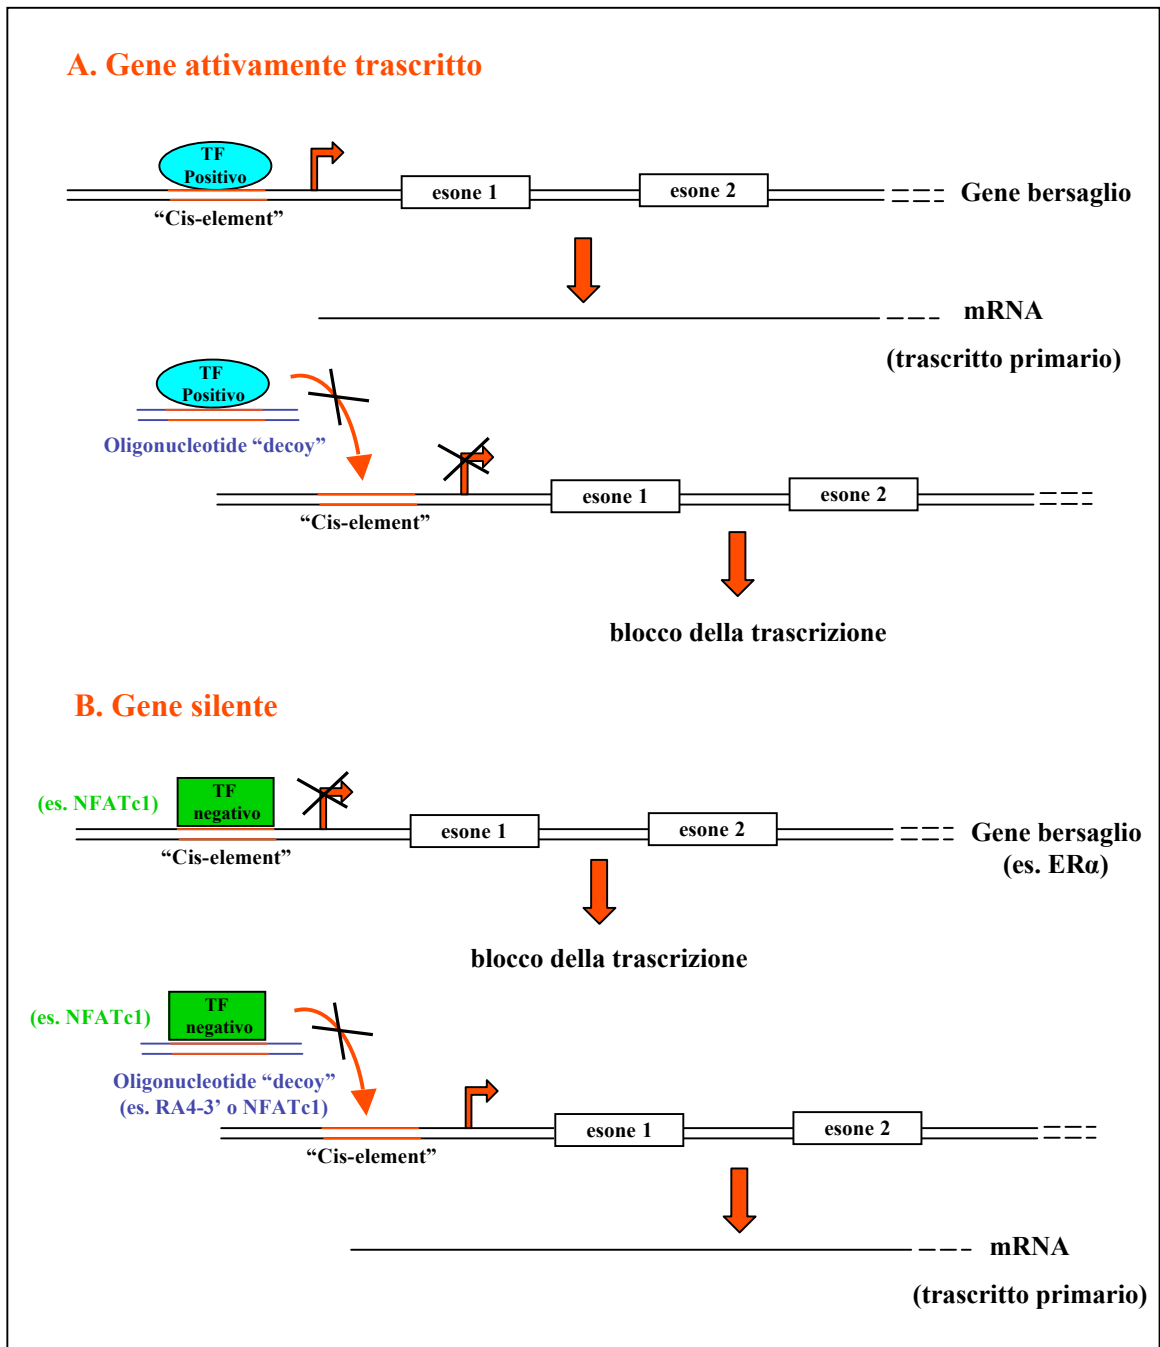 A. Gene attivamente trascritto
TF
Positivo
“Cis-element”
esone 1
esone 2
Gene bersaglio
mRNA
(trascritto primario)
TF
Positivo
Oligonucleotide “decoy”
“Cis-element”
esone 1
esone 2
blocco della trascrizione
B. Gene silente
(es. NFATc1)
TF
negativo
“Cis-element”
esone 1
esone 2
Gene bersaglio
(es. ERα)
blocco della trascrizione
(es. NFATc1)
TF
negativo
Oligonucleotide “decoy”
(es. RA4-3’ o NFATc1)
“Cis-element”
esone 1
esone 2
mRNA
(trascritto primario)